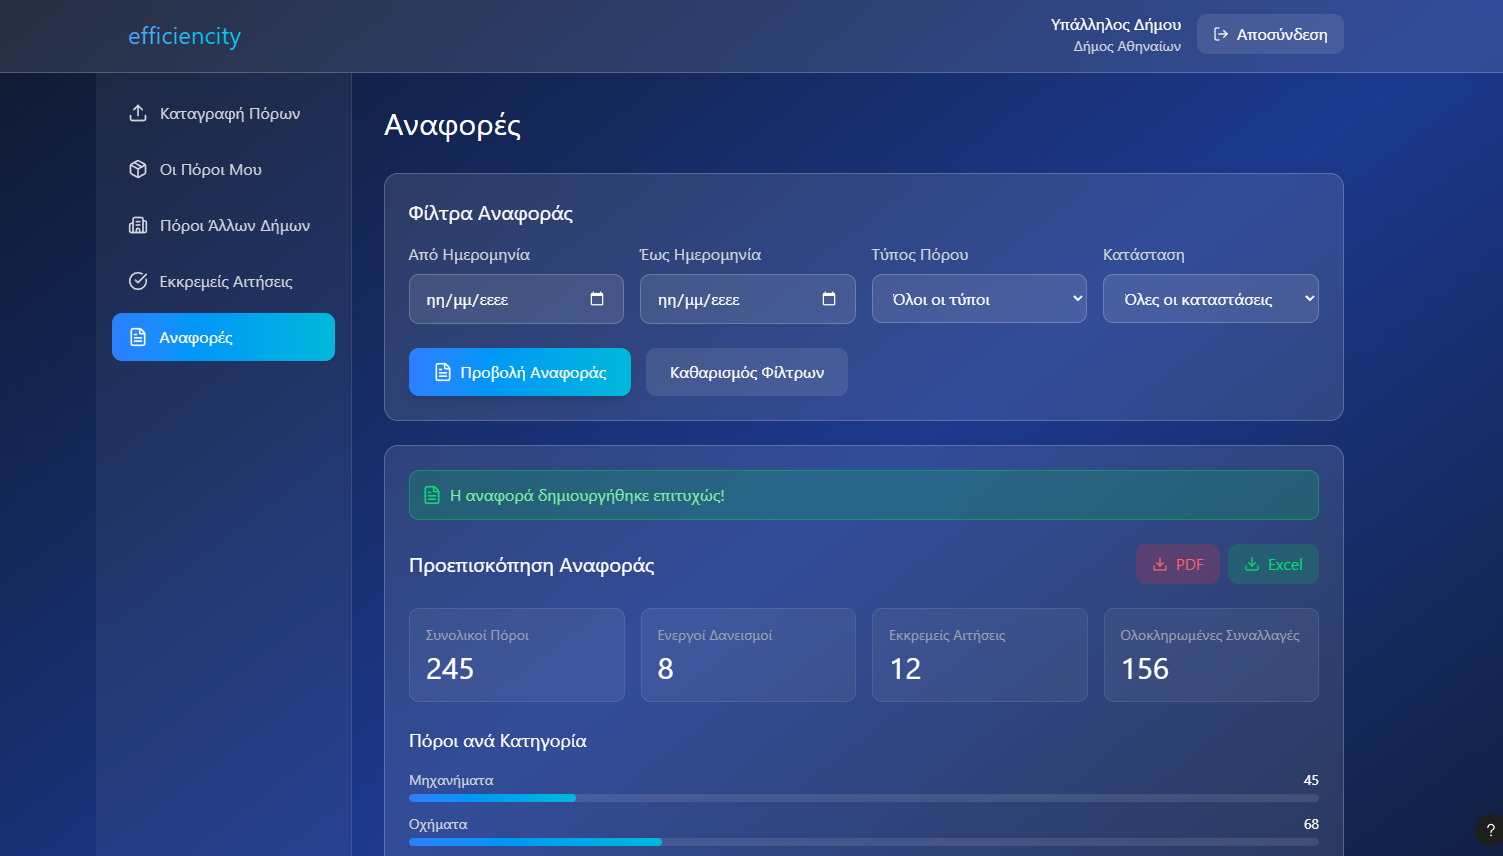 efficiencity
Υπάλληλος Δήμου
Δήμος Αθηναίων
Αποσύνδεση
Καταγραφή Πόρων
Οι Πόροι Μου
Πόροι Άλλων Δήμων
Εκκρεμείς Αιτήσεις
Αναφορές
Αναφορές
Φίλτρα Αναφοράς
Από Ημερομηνία
Έως Ημερομηνία
Τύπος Πόρου
Κατάσταση
ηη/μμ/εεεε
ηη/μμ/εεεε
Όλοι οι τύποι
Όλες οι καταστάσεις
Προβολή Αναφοράς
Καθαρισμός Φίλτρων
Η αναφορά δημιουργήθηκε επιτυχώς!
Προεπισκόπηση Αναφοράς
PDF
Excel
Συνολικοί Πόροι
245
Ενεργοί Δανεισμοί
8
Εκκρεμείς Αιτήσεις
12
Ολοκληρωμένες Συναλλαγές
156
Πόροι ανά Κατηγορία
Μηχανήματα 45
Οχήματα 68
?